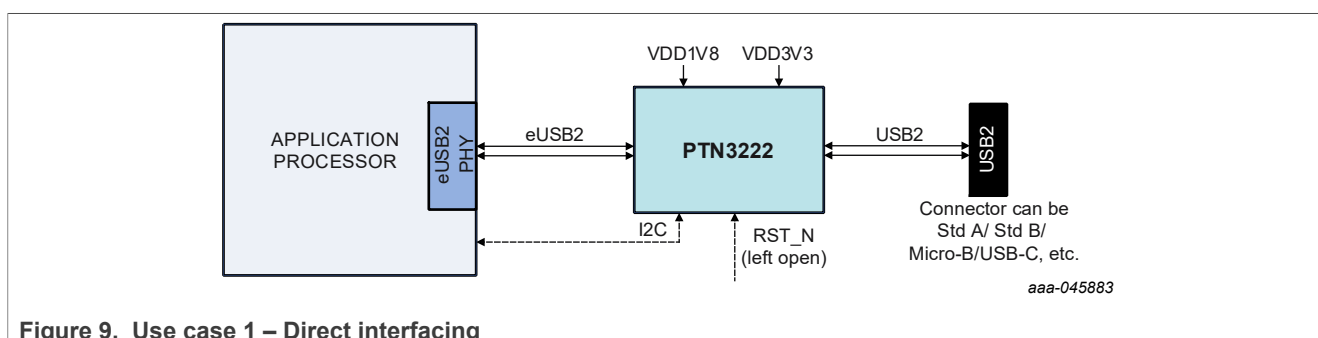 VDD1V8 VDD3V3
APPLICATION
PROCESSOR
eUSB2
PHY
eUSB2
PTN3222
USB2
USB2
I2C
RST_N
(left open)
Connector can be
Std A/ Std B/
Micro-B/USB-C, etc.
aaa-045883
Figure 9. Use case 1 – Direct interfacing